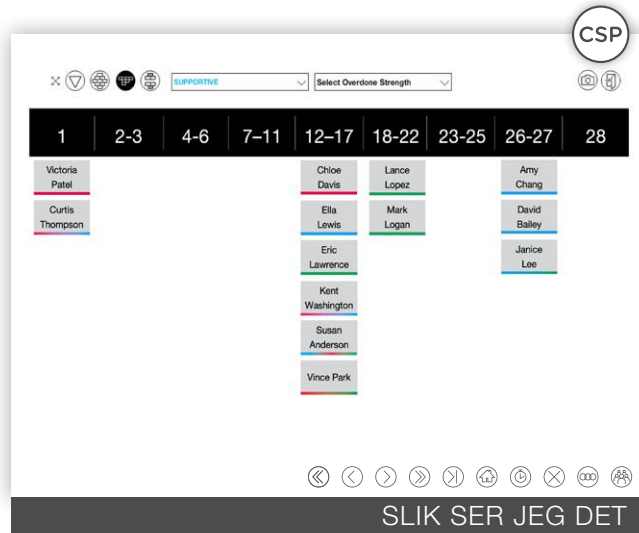 CSP
SUPPORTIVE
Select Overdone Strength
1 2-3 4-6 7–11 12–17 18-22 23-25 26-27 28
Victoria
Patel
Curtis
Thompson
Chloe
Davis
Ella
Lewis
Eric
Lawrence
Kent
Washington
Susan
Anderson
Vince Park
Lance
Lopez
Mark
Logan
Amy
Chang
David
Bailey
Janice
Lee
SLIK SER JEG DET